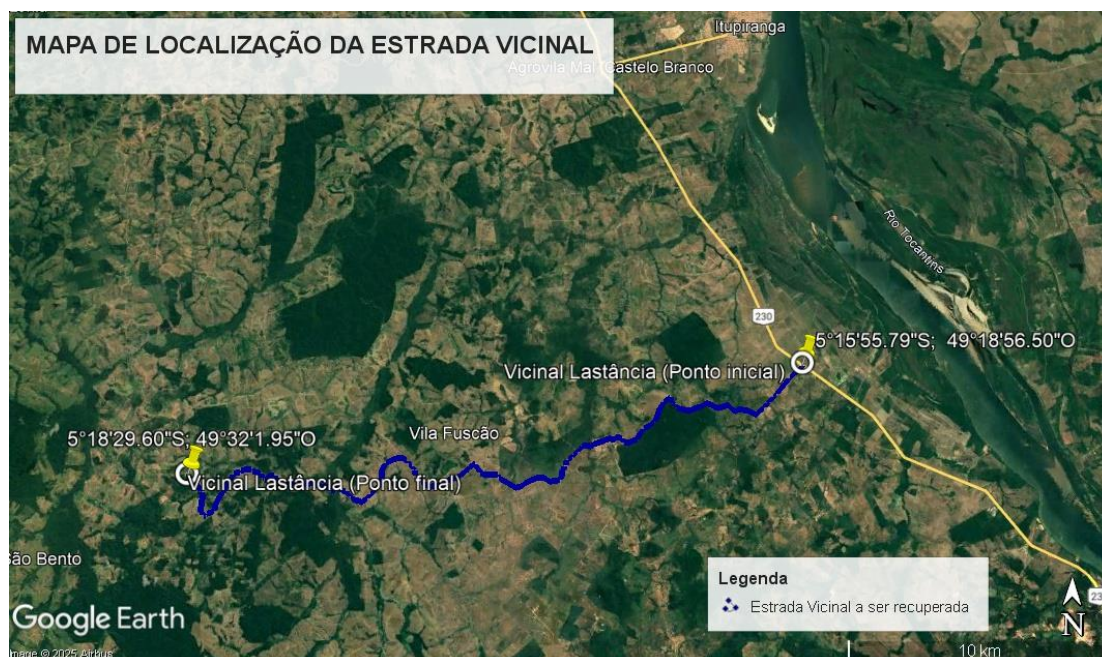 MAPA DE LOCALIZAÇÃO DA ESTRADA VICINAL
Itupiranga
Agrovila Mal Castelo Branco
Rio Tocantins
230
5°15'55.79"S; 49°18'56.50"O
Vicinal Lastância (Ponto inicial)
Vila Fuscão
5°18'29.60"S; 49°32'1.95"O
Vicinal Lastância (Ponto final)
São Bento
Legenda
Estrada Vicinal a ser recuperada
Google Earth
N
Image © 2025 Airbus
10 km